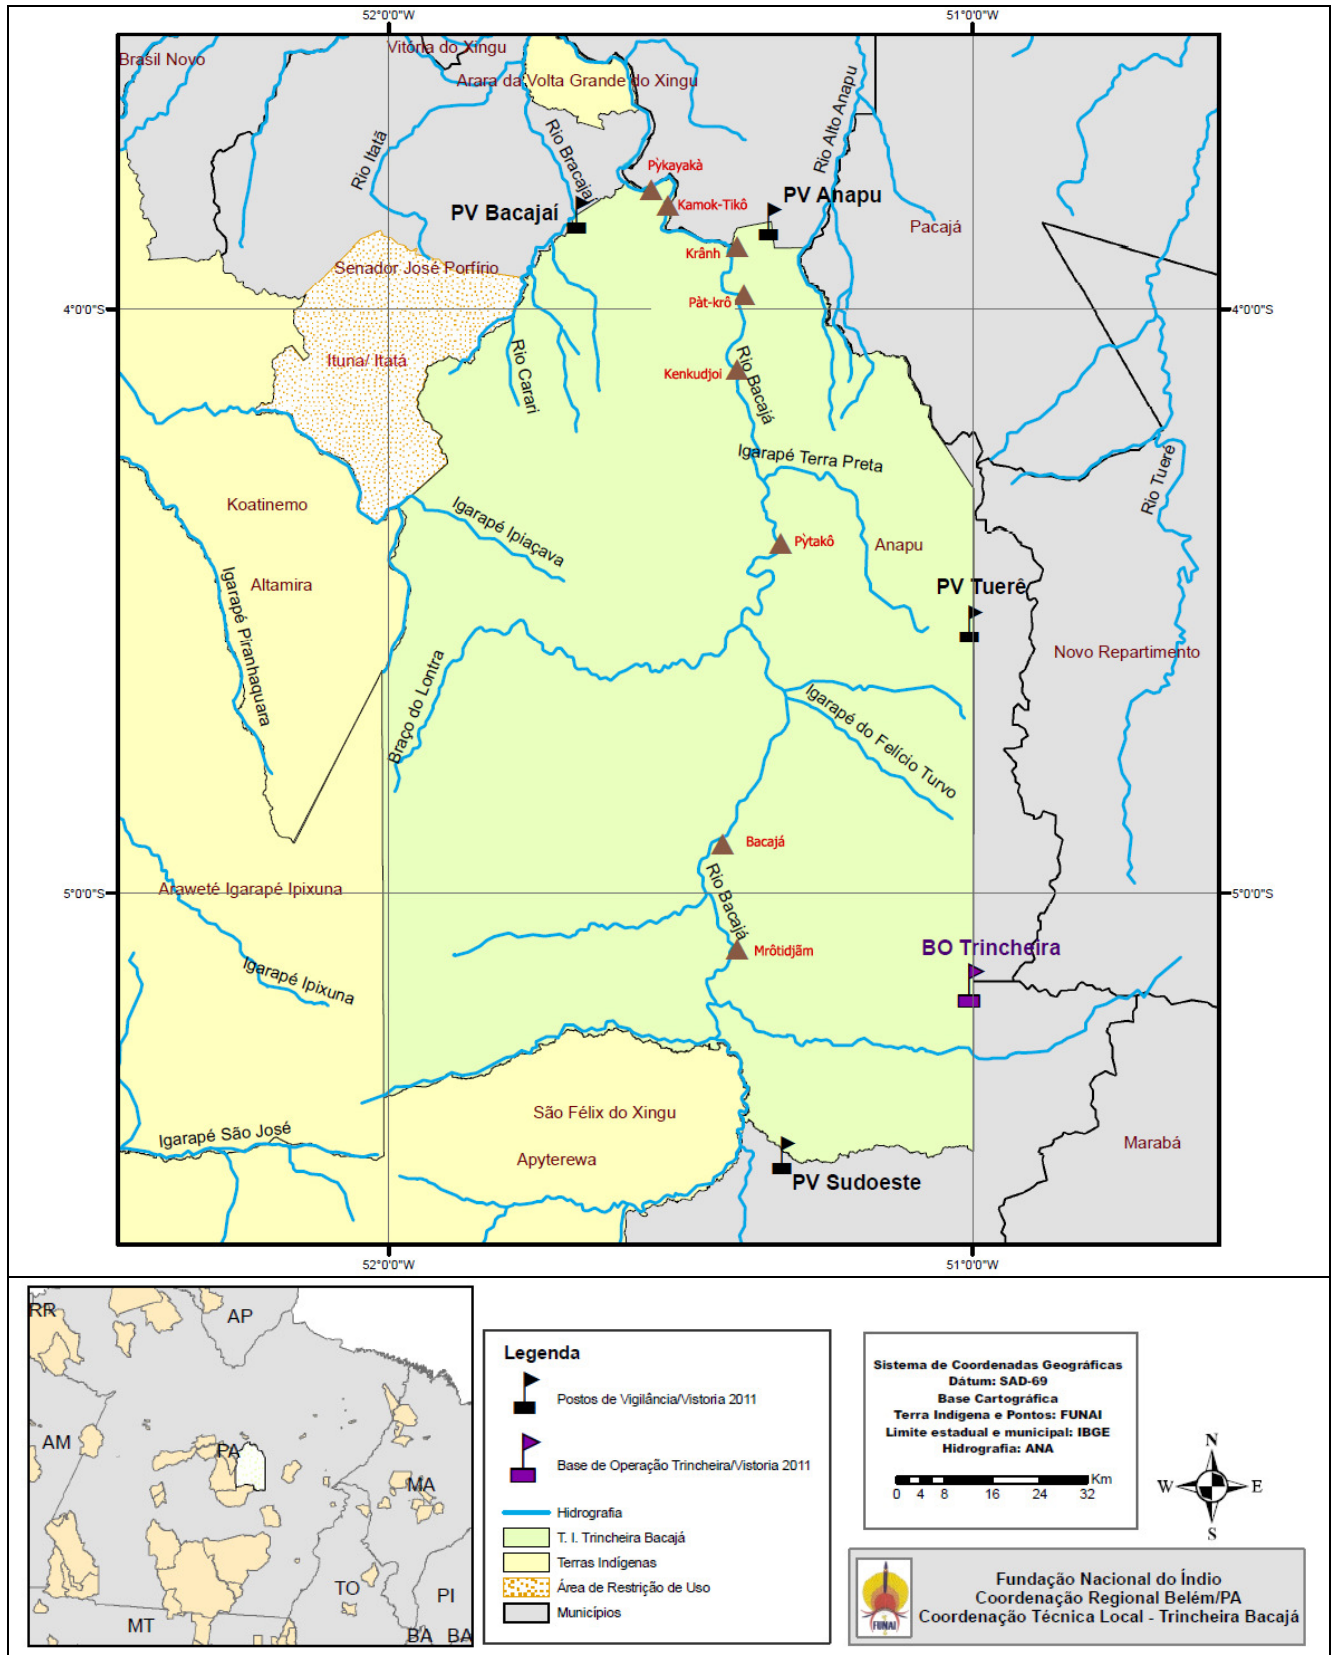 52°0'0"W
51°0'0"W
Brasil Novo
Vitória do Xingu
Arara da Volta Grande do Xingu
Rio Itatã
Rio Bracaja
Rio Alto Anapu
Pỳkayakà
Kamok-Tikô
PV Bacajaí
PV Anapu
Pacajá
Krãnh
Senador José Porfírio
Pàt-krô
4°0'0"S
4°0'0"S
Ituna/ Itatá
Rio Carari
Kenkudjoi
Rio Bacajá
Igarapé Terra Preta
Rio Tuerê
Koatinemo
Igarapé Ipiaçava
Pỳtakô
Anapu
Altamira
Igarapé Piranhaquara
PV Tuerê
Novo Repartimento
Braço do Lontra
Igarapé do Felício Turvo
Bacajá
5°0'0"S
5°0'0"S
Araweté Igarapé Ipixuna
Rio Bacajá
Mrôtidjãm
BO Trincheira
Igarapé Ipixuna
São Félix do Xingu
Igarapé São José
Apyterewa
Marabá
PV Sudoeste
52°0'0"W
51°0'0"W
RR
AP
AM
PA
MA
TO
PI
MT
BA
BA
Legenda
Postos de Vigilância/Vistoria 2011
Base de Operação Trincheira/Vistoria 2011
Hidrografia
T. I. Trincheira Bacajá
Terras Indígenas
Área de Restrição de Uso
Municípios
Sistema de Coordenadas Geográficas
Dátum: SAD-69
Base Cartográfica
Terra Indígena e Pontos: FUNAI
Limite estadual e municipal: IBGE
Hidrografia: ANA
Km
0 4 8 16 24 32
N
W E
S
FUNAI
Fundação Nacional do Índio
Coordenação Regional Belém/PA
Coordenação Técnica Local - Trincheira Bacajá